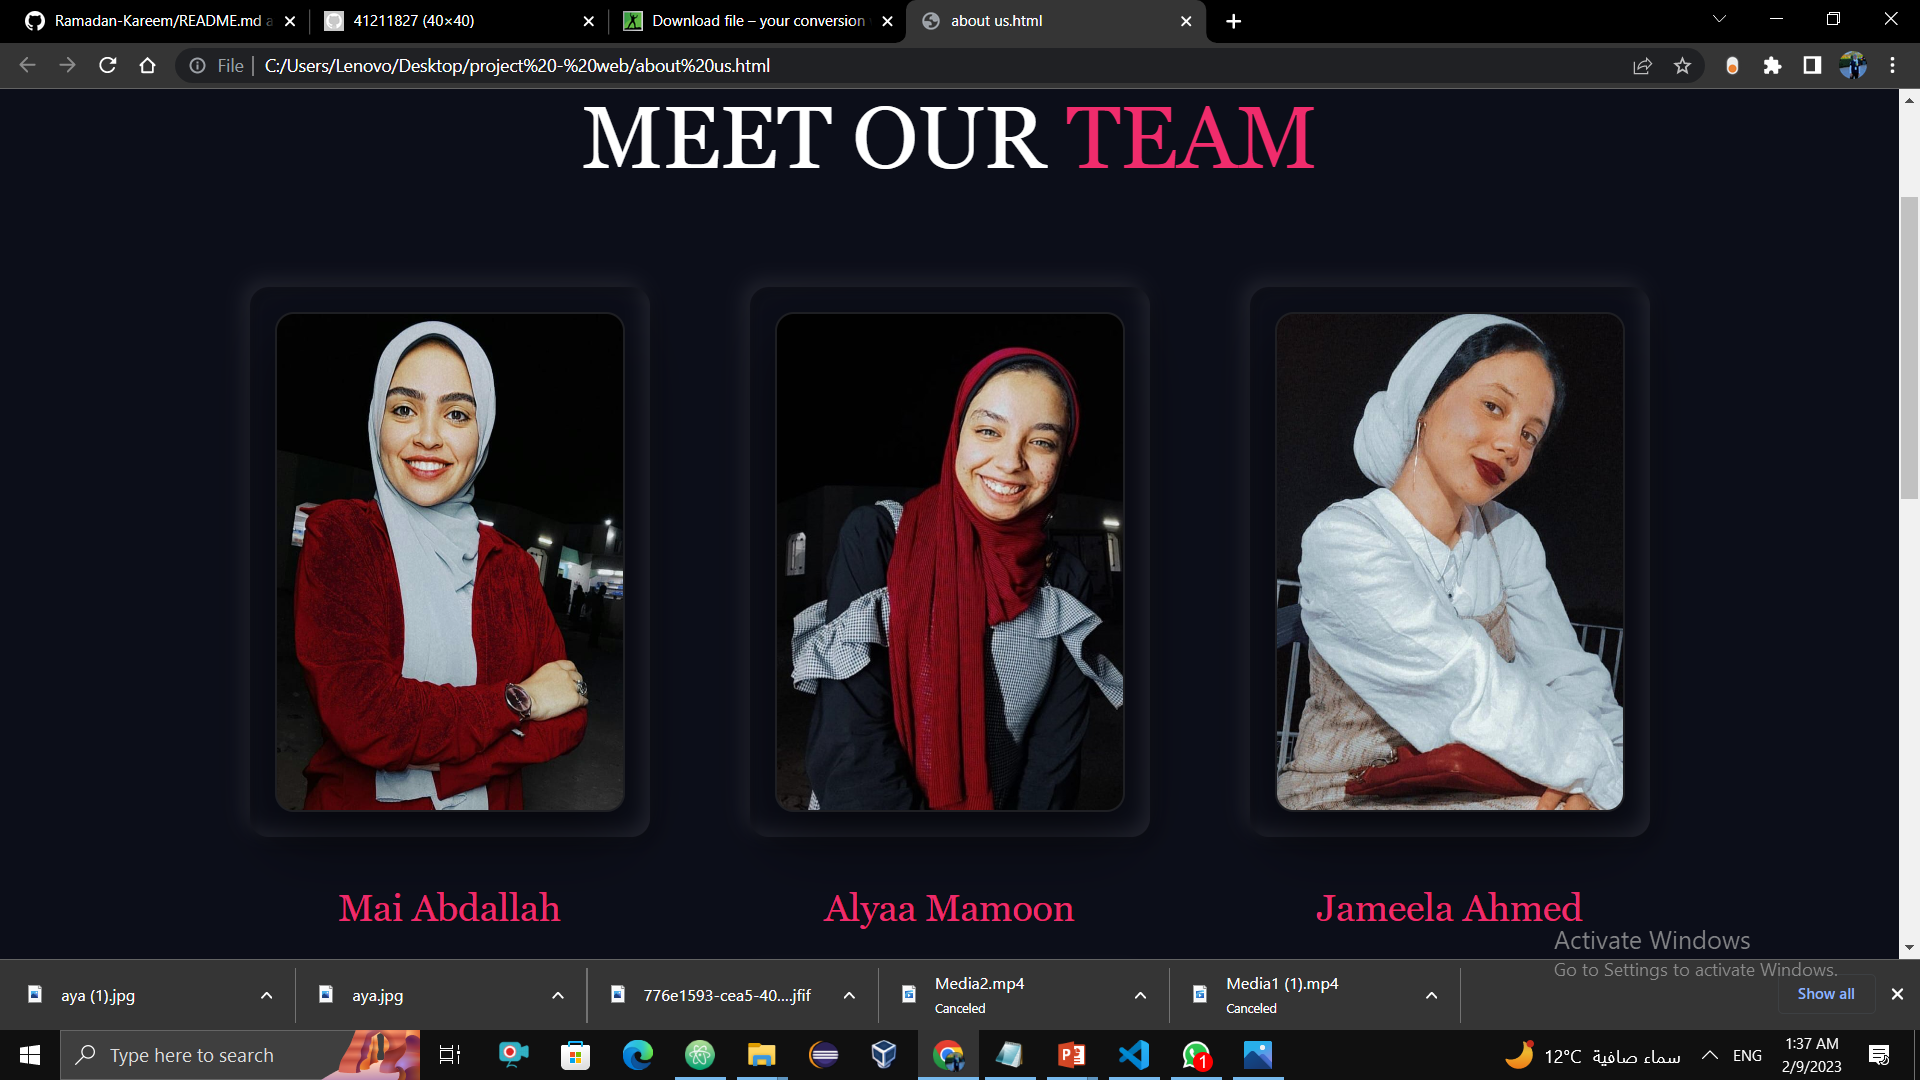 Ramadan-Kareem/README.md a
41211827 (40×40)
Download file – your conversion
about us.html
File
C:/Users/Lenovo/Desktop/project%20-%20web/about%20us.html
MEET OUR TEAM
Mai Abdallah
Alyaa Mamoon
Jameela Ahmed
Activate Windows
Go to Settings to activate Windows.
aya (1).jpg
aya.jpg
776e1593-cea5-40....jfif
Media2.mp4
Canceled
Media1 (1).mp4
Canceled
Show all
Type here to search
1
12°C سماء صافية
ENG
1:37 AM
2/9/2023